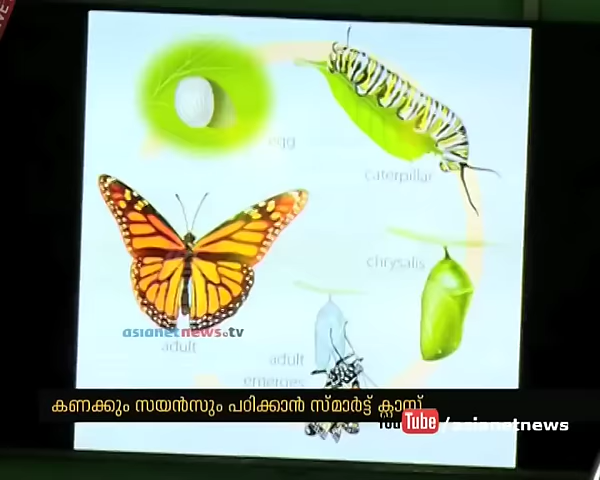 egg
caterpillar
chrysalis
asianetnews.tv
adult
adult
emerges
കണക്കും സയൻസും പഠിക്കാൻ സ്മാർട്ട് ക്ലാസ്
YouTube /asianetnews